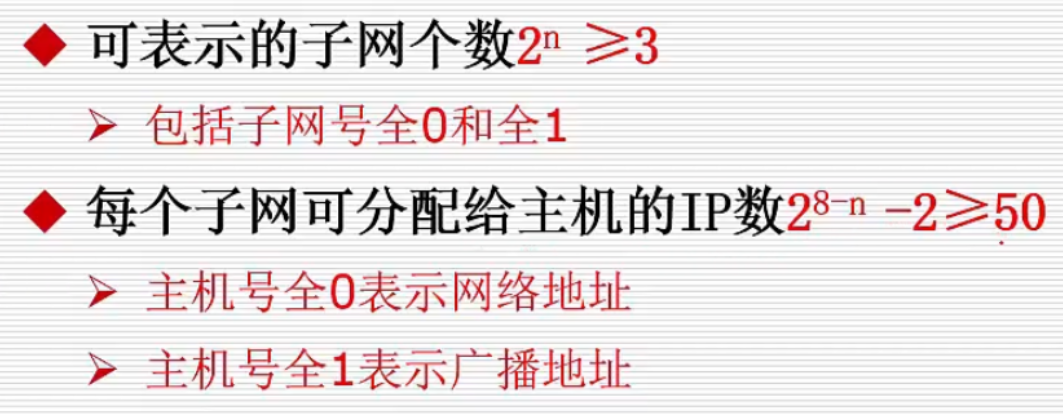 ◆ 可表示的子网个数2ⁿ ≥3
➢ 包括子网号全0和全1
◆ 每个子网可分配给主机的IP数2⁸⁻ⁿ −2≥50
➢ 主机号全0表示网络地址
➢ 主机号全1表示广播地址